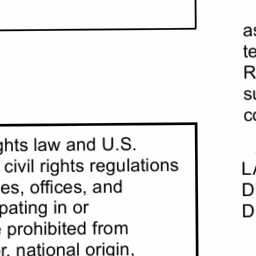 ghts law and U.S.
civil rights regulations
es, offices, and
pating in or
prohibited from
r, national origin,
as
te
R
su
co
LA
D
D